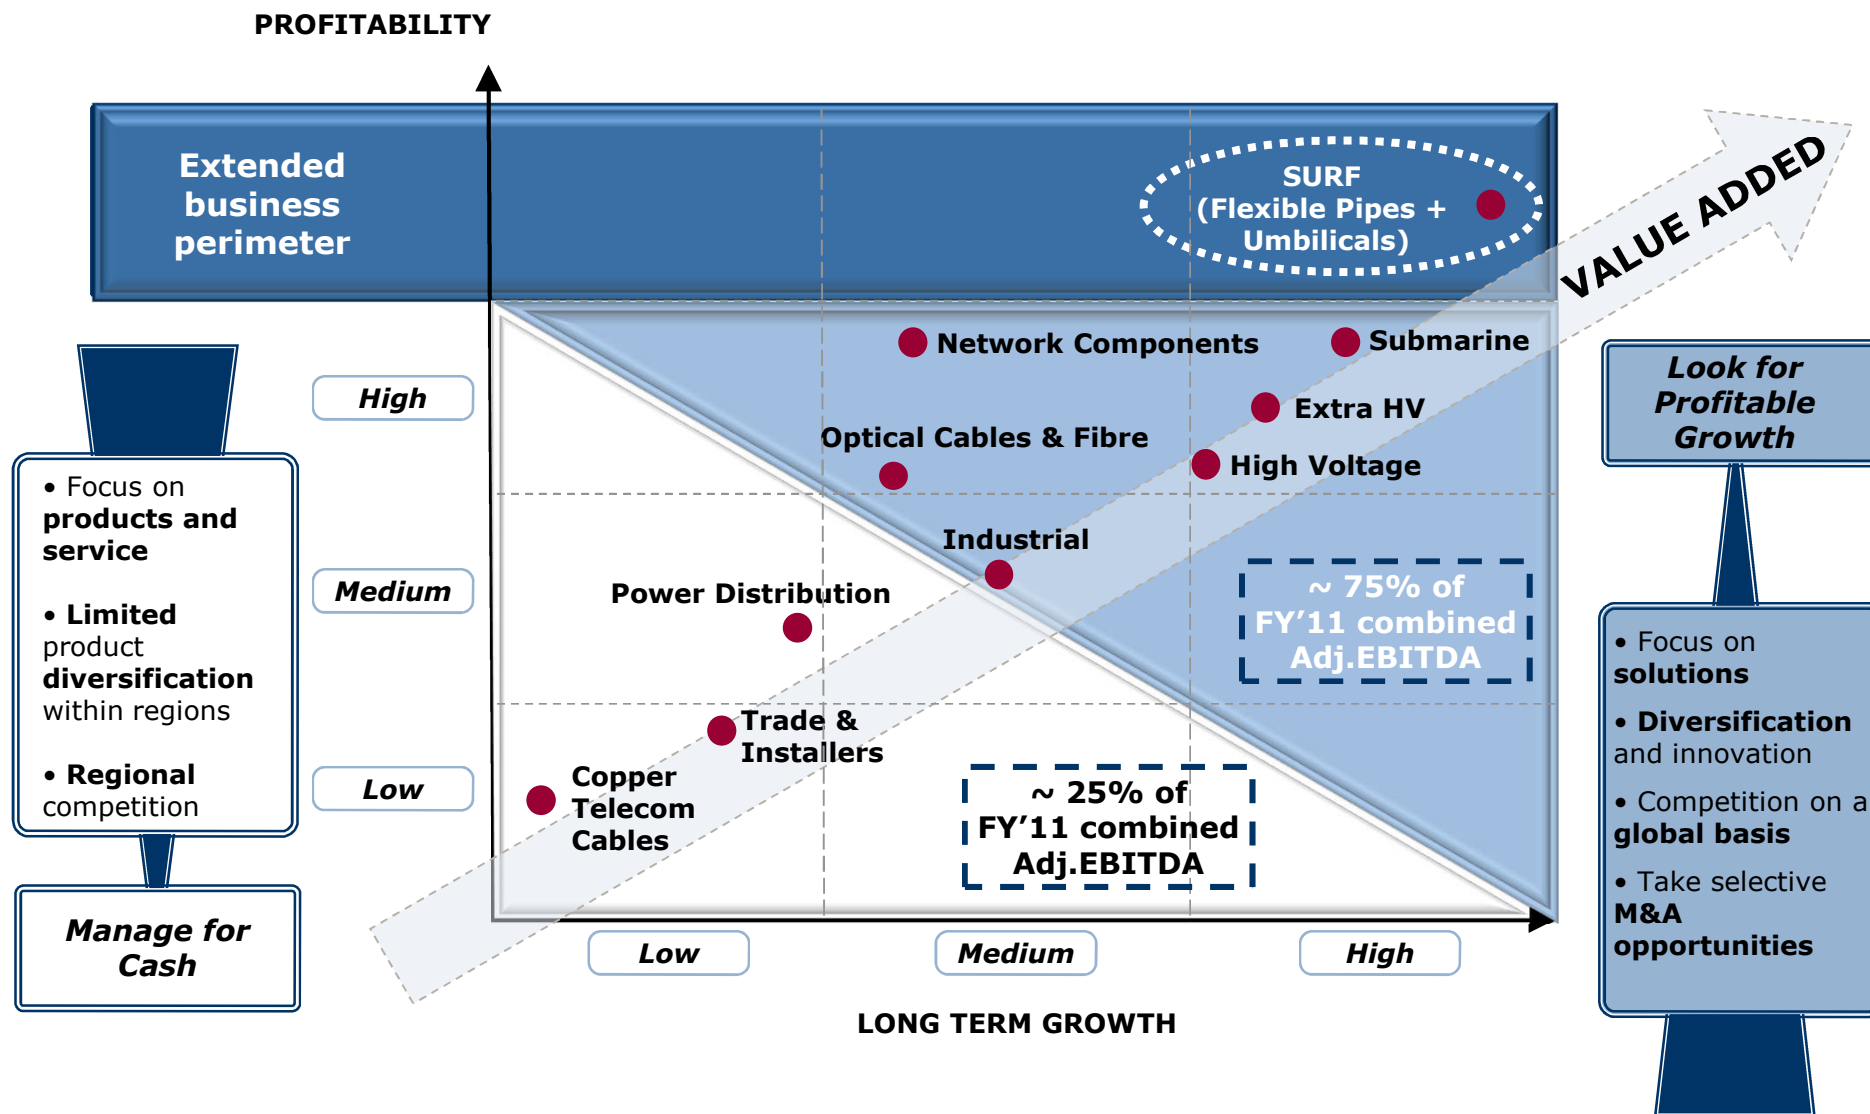 PROFITABILITY
Extended
business
perimeter
SURF
(Flexible Pipes +
Umbilicals)
VALUE ADDED
Network Components
Submarine
High
Extra HV
Optical Cables & Fibre
High Voltage
Industrial
Medium
Power Distribution
~ 75% of
FY’11 combined
Adj.EBITDA
Trade &
Installers
Low
Copper
Telecom
Cables
~ 25% of
FY’11 combined
Adj.EBITDA
Low
Medium
High
LONG TERM GROWTH
• Focus on
products and
service
• Limited
product
diversification
within regions
• Regional
competition
Manage for
Cash
Look for
Profitable
Growth
• Focus on
solutions
• Diversification
and innovation
• Competition on a
global basis
• Take selective
M&A
opportunities